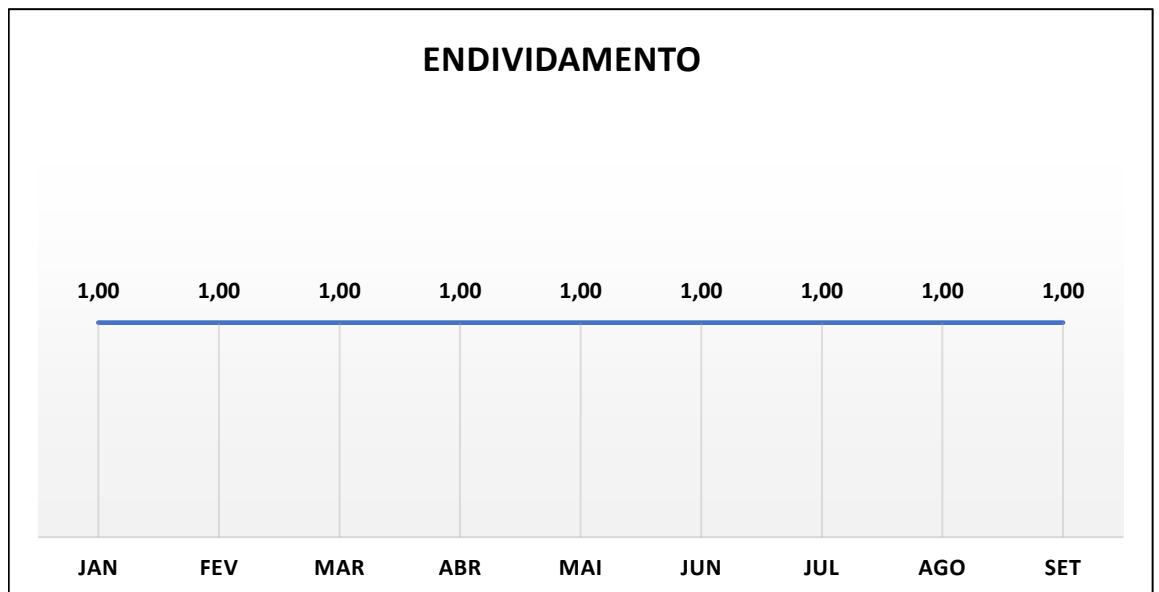 ENDIVIDAMENTO
1,00 1,00 1,00 1,00 1,00 1,00 1,00 1,00 1,00
JAN FEV MAR ABR MAI JUN JUL AGO SET